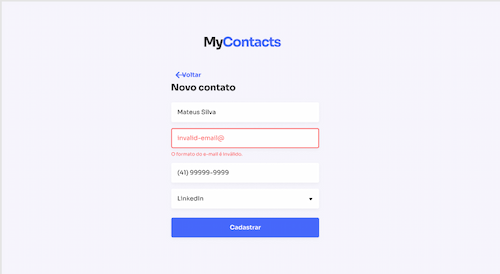 MyContacts
Voltar
Novo contato
Mateus Silva
invalid-email@
O formato do e-mail é inválido.
(41) 99999-9999
Linkedin
Cadastrar